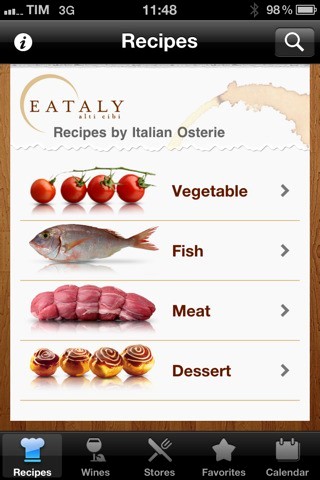 TIM 3G 11:48 98 %
Recipes
EATALY
alti cibi
Recipes by Italian Osterie
Vegetable
Fish
Meat
Dessert
Recipes Wines Stores Favorites Calendar